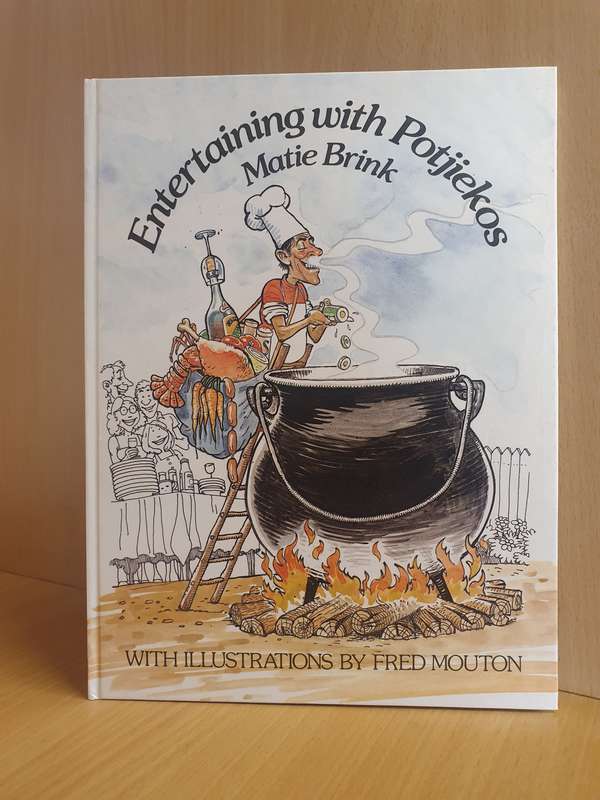 Entertaining with Potjiekos
Matie Brink
WITH ILLUSTRATIONS BY FRED MOUTON